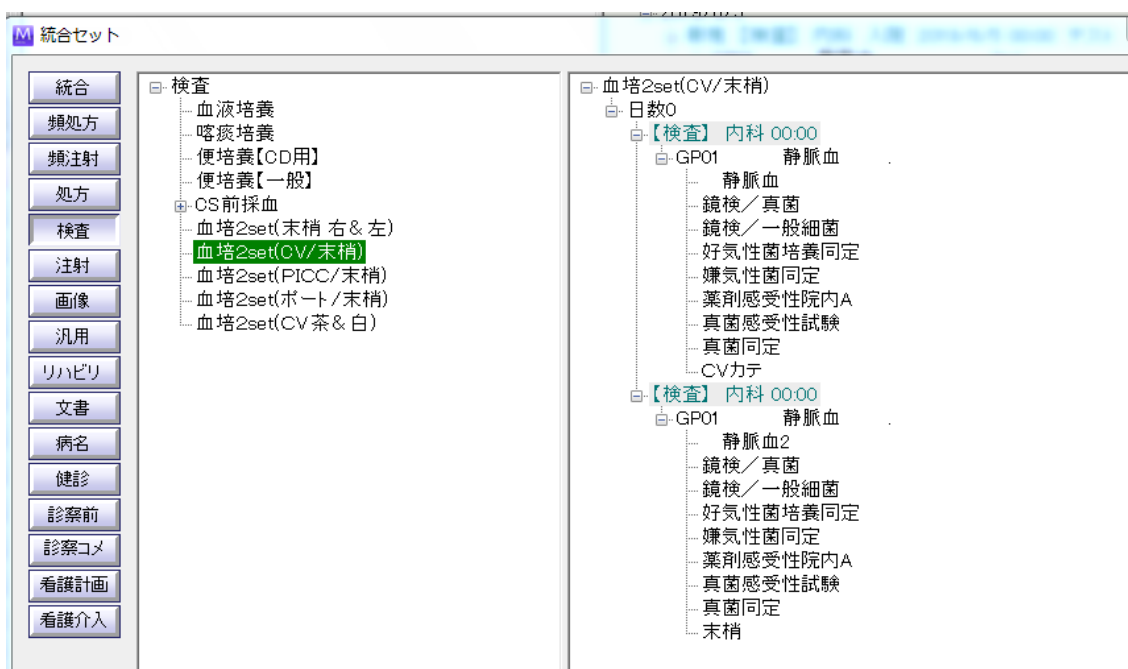 統合セット
統合
頻処方
頻注射
処方
検査
注射
画像
汎用
リハビリ
文書
病名
健診
診察前
診察コメ
看護計画
看護介入
検査
血液培養
喀痰培養
便培養【CD用】
便培養【一般】
CS前採血
血培2set(末梢 右& 左)
血培2set(CV/末梢)
血培2set(PICC/末梢)
血培2set(ポート/末梢)
血培2set(CV茶& 白)
血培2set(CV/末梢)
日数0
【検査】 内科 00:00
GP01 静脈血 .
静脈血
鏡検/真菌
鏡検/一般細菌
好気性菌培養同定
嫌気性菌同定
薬剤感受性院内A
真菌感受性試験
真菌同定
CVカテ
【検査】 内科 00:00
GP01 静脈血 .
静脈血2
鏡検/真菌
鏡検/一般細菌
好気性菌培養同定
嫌気性菌同定
薬剤感受性院内A
真菌感受性試験
真菌同定
末梢